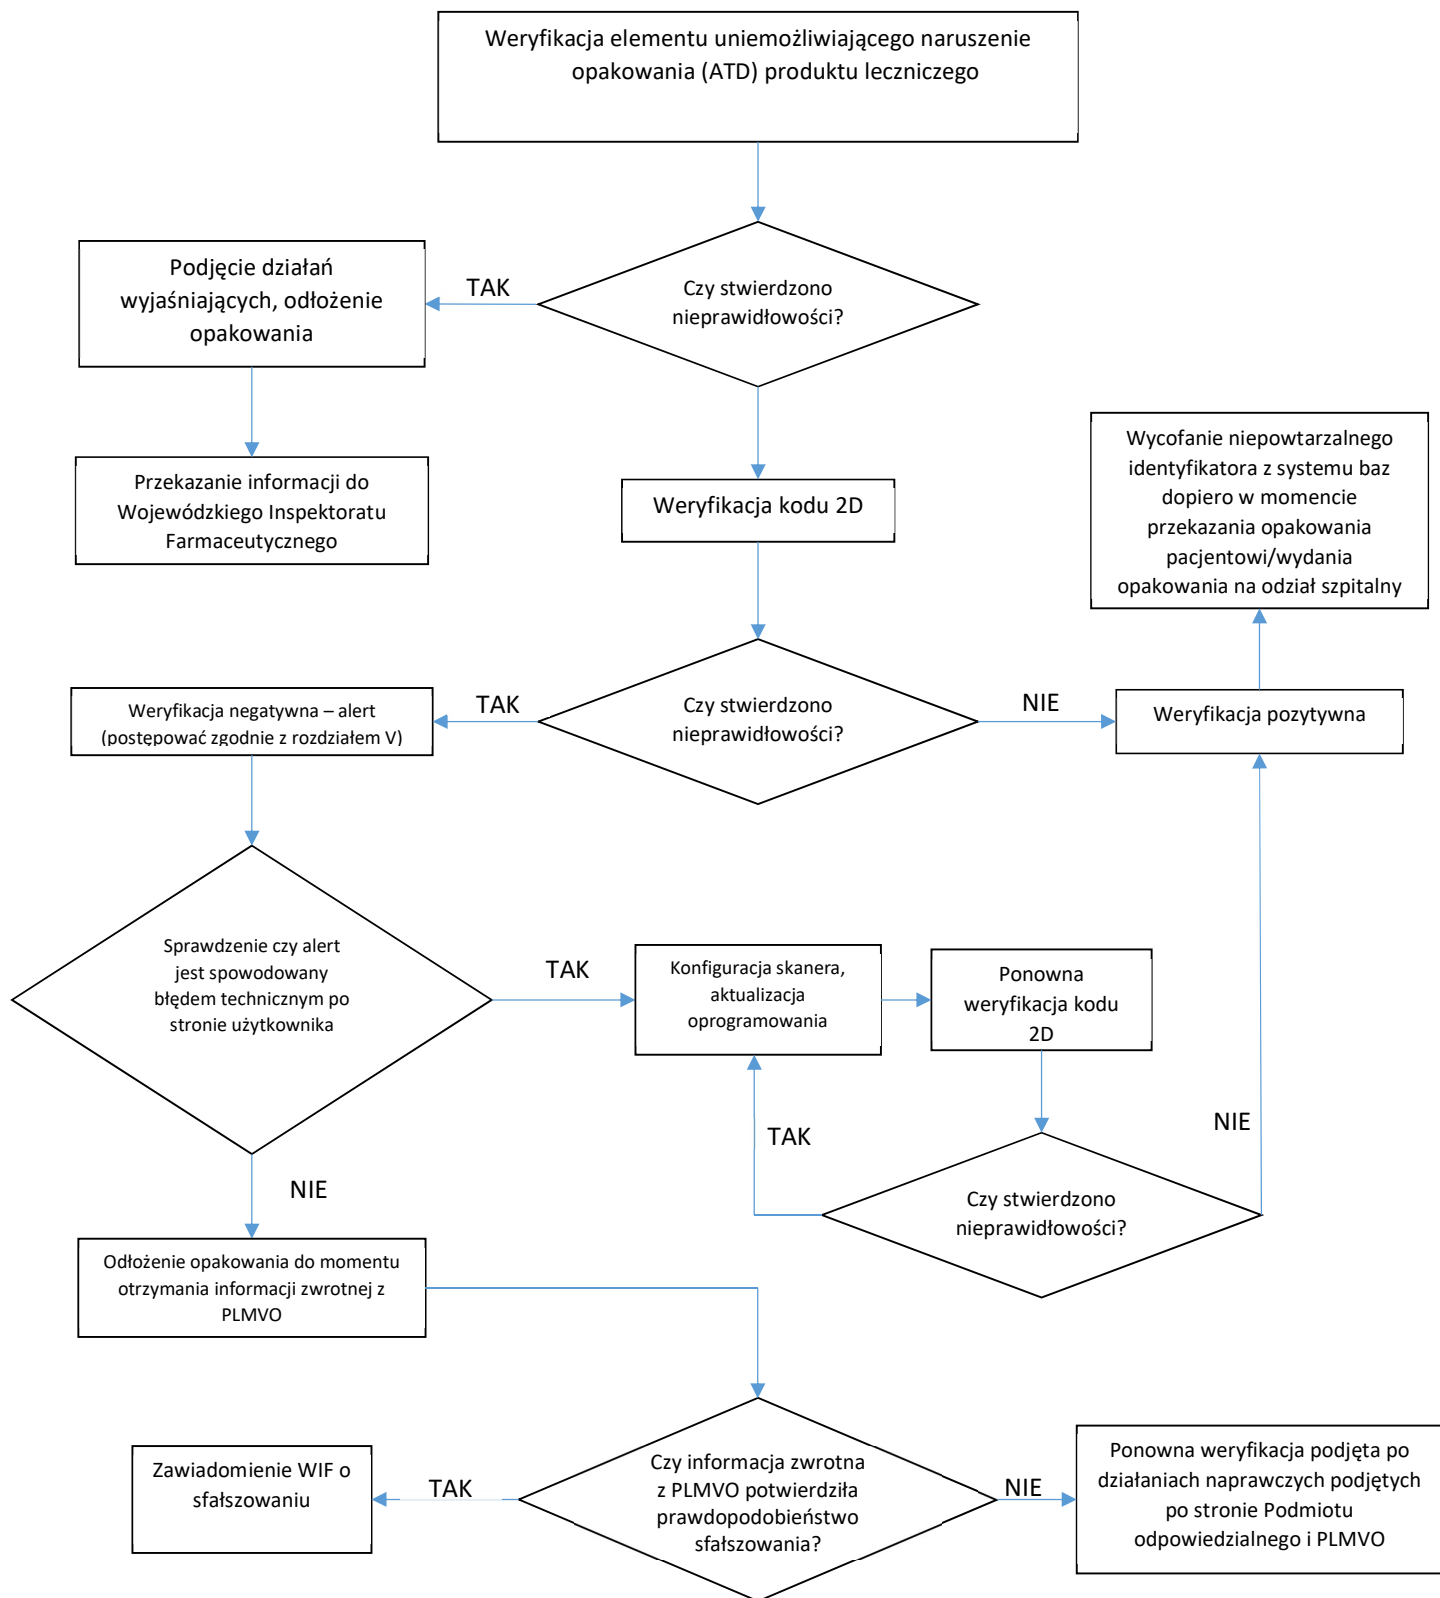 Weryfikacja elementu uniemożliwiającego naruszenie
opakowania (ATD) produktu leczniczego
Podjęcie działań
wyjaśniających, odłożenie
opakowania
TAK
Czy stwierdzono
nieprawidłowości?
Przekazanie informacji do
Wojewódzkiego Inspektoratu
Farmaceutycznego
Weryfikacja kodu 2D
Wycofanie niepowtarzalnego
identyfikatora z systemu baz
dopiero w momencie
przekazania opakowania
pacjentowi/wydania
opakowania na odział szpitalny
Weryfikacja negatywna – alert
(postępować zgodnie z rozdziałem V)
TAK
Czy stwierdzono
nieprawidłowości?
NIE
Weryfikacja pozytywna
Sprawdzenie czy alert
jest spowodowany
błędem technicznym po
stronie użytkownika
TAK
Konfiguracja skanera,
aktualizacja
oprogramowania
Ponowna
weryfikacja kodu
2D
TAK
NIE
NIE
Czy stwierdzono
nieprawidłowości?
Odłożenie opakowania do momentu
otrzymania informacji zwrotnej z
PLMVO
Zawiadomienie WIF o
sfałszowaniu
TAK
Czy informacja zwrotna
z PLMVO potwierdziła
prawdopodobieństwo
sfałszowania?
NIE
Ponowna weryfikacja podjęta po
działaniach naprawczych podjętych
po stronie Podmiotu
odpowiedzialnego i PLMVO